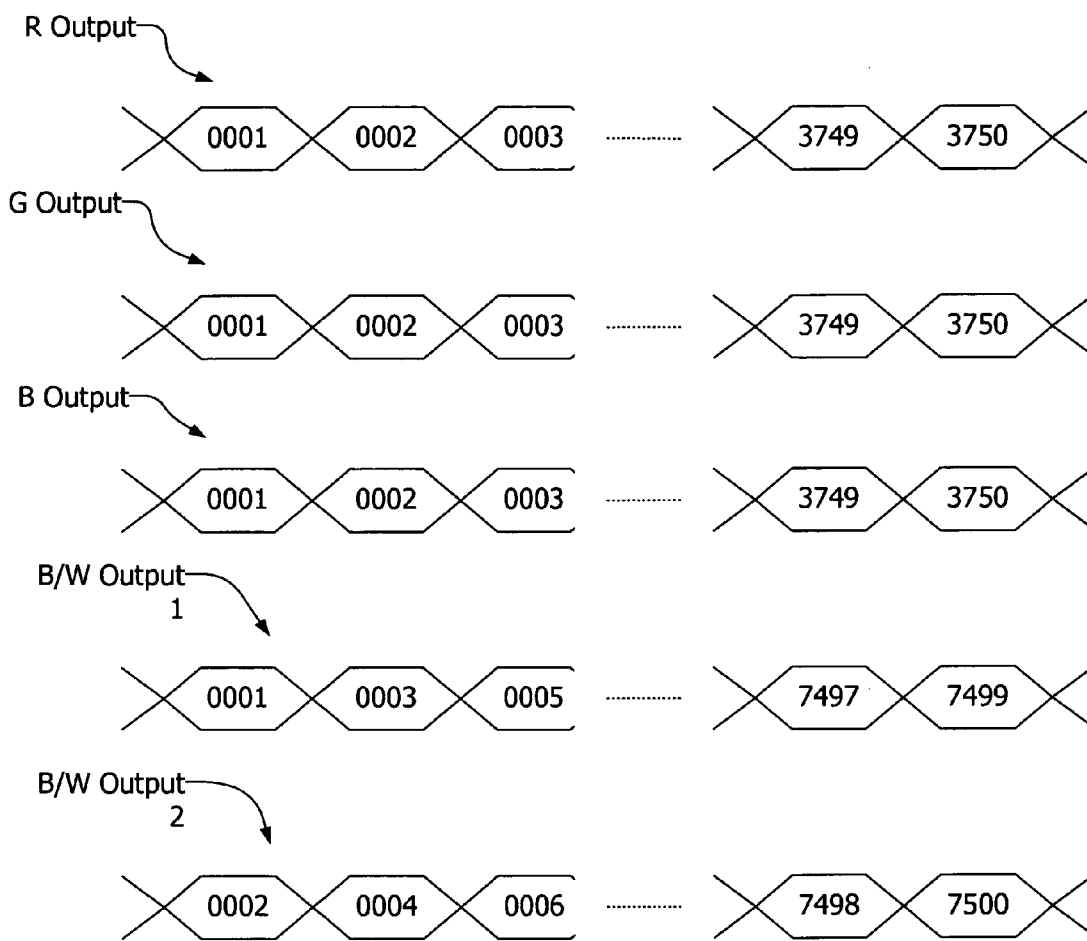 R Output
0001 0002 0003 3749 3750
G Output
0001 0002 0003 3749 3750
B Output
0001 0002 0003 3749 3750
B/W Output
1
0001 0003 0005 7497 7499
B/W Output
2
0002 0004 0006 7498 7500